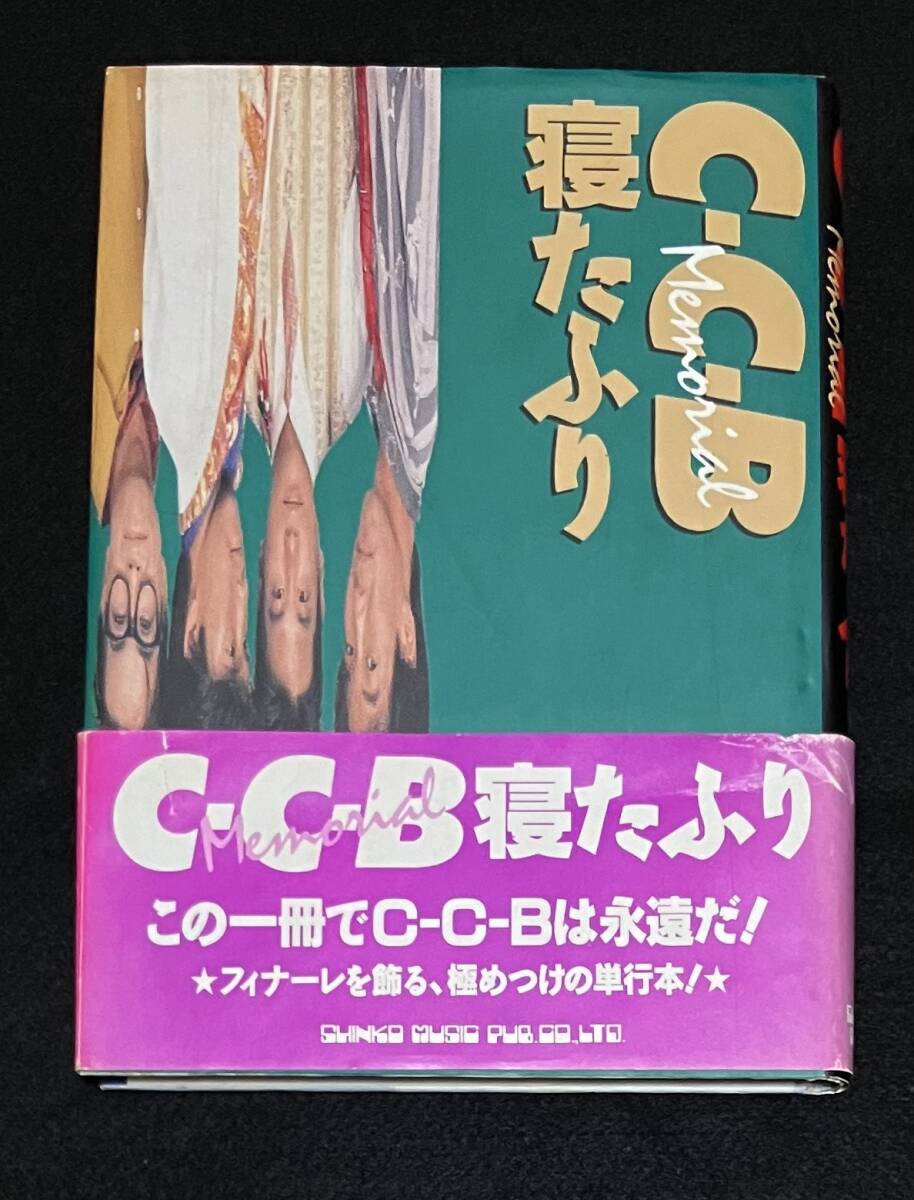 C-C-B
Memorial
寝たふり
C-C-B 寝たふり
Memorial
この一冊でC-C-Bは永遠だ!
★フィナーレを飾る、極めつけの単行本!★
SHINKO MUSIC PUB.CO.,LTD.
Memorial